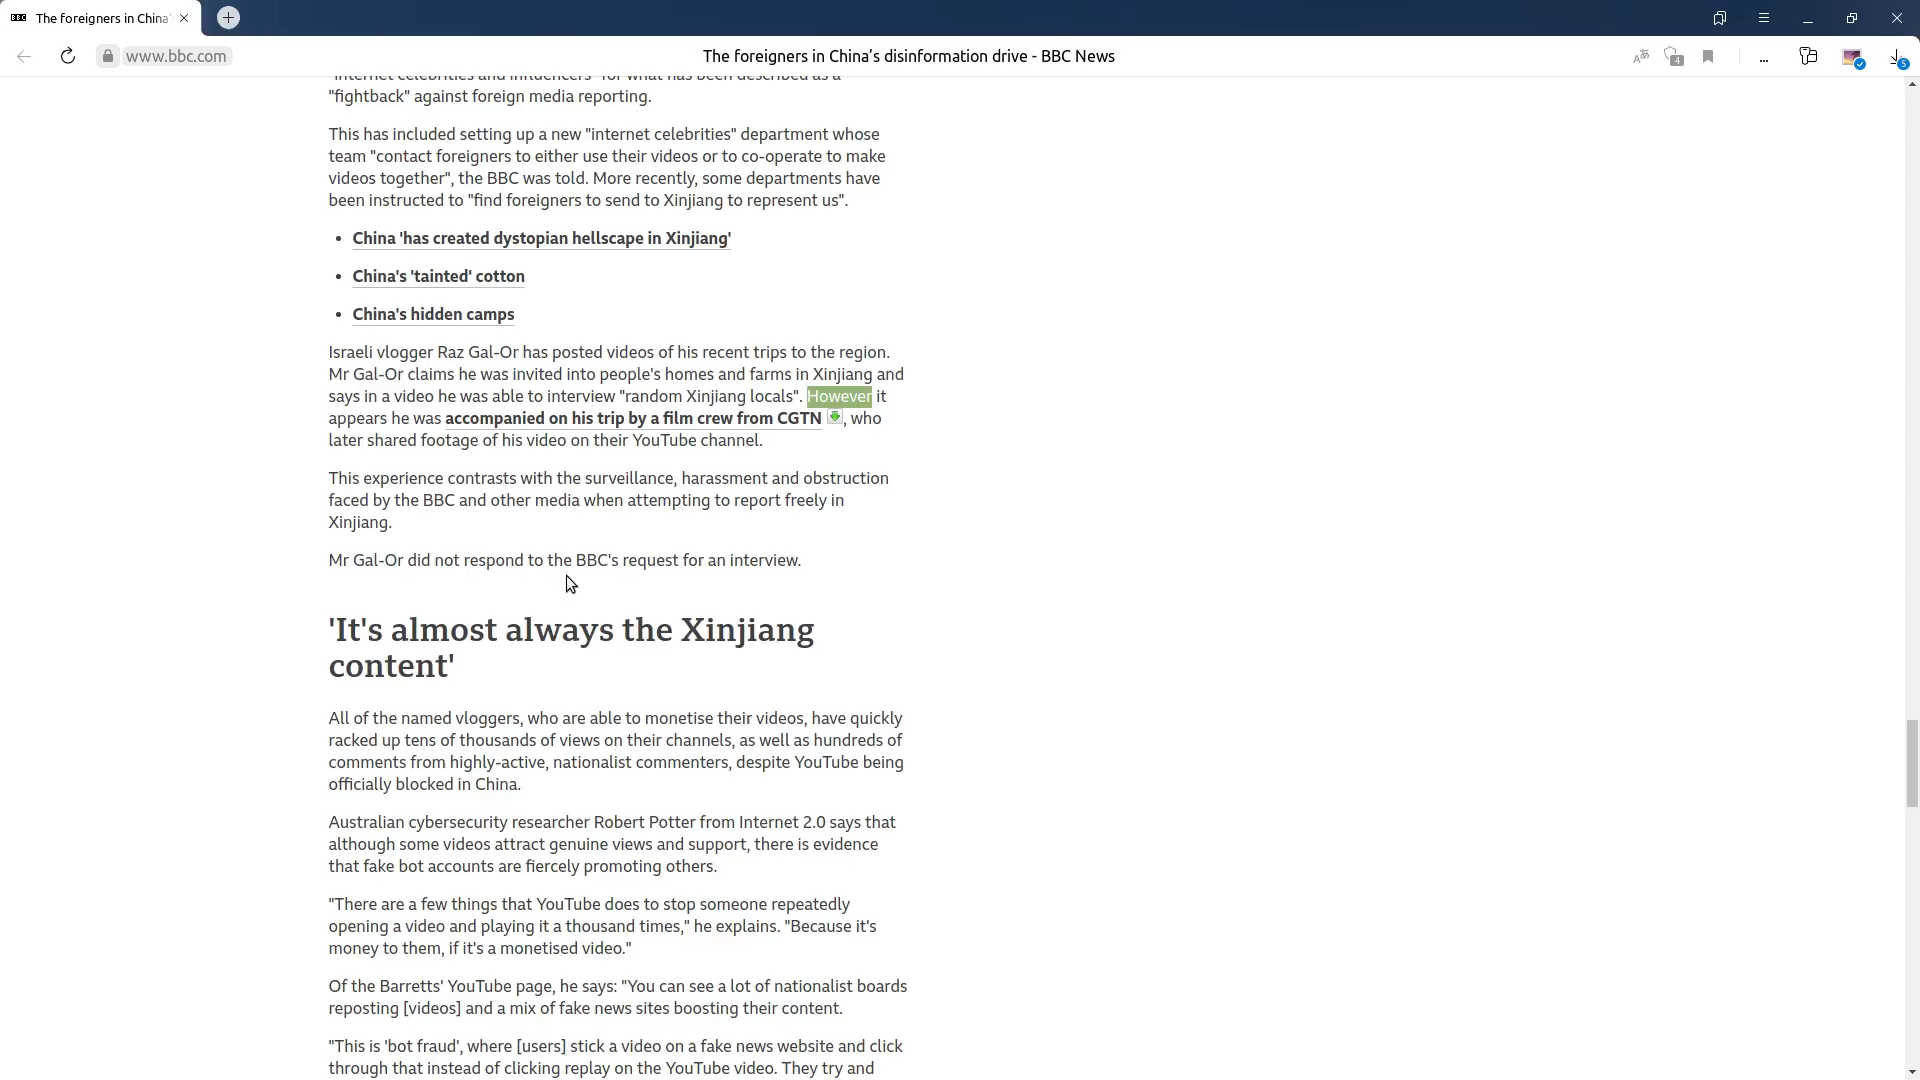 BBC The foreigners in China'
www.bbc.com
The foreigners in China's disinformation drive - BBC News
4
...
5
"internet celebrities and influencers" for what has been described as a
"fightback" against foreign media reporting.
This has included setting up a new "internet celebrities" department whose
team "contact foreigners to either use their videos or to co-operate to make
videos together", the BBC was told. More recently, some departments have
been instructed to "find foreigners to send to Xinjiang to represent us".
• China 'has created dystopian hellscape in Xinjiang'
• China's 'tainted' cotton
• China's hidden camps
Israeli vlogger Raz Gal-Or has posted videos of his recent trips to the region.
Mr Gal-Or claims he was invited into people's homes and farms in Xinjiang and
says in a video he was able to interview "random Xinjiang locals". However it
appears he was accompanied on his trip by a film crew from CGTN , who
later shared footage of his video on their YouTube channel.
This experience contrasts with the surveillance, harassment and obstruction
faced by the BBC and other media when attempting to report freely in
Xinjiang.
Mr Gal-Or did not respond to the BBC's request for an interview.
'It's almost always the Xinjiang
content'
All of the named vloggers, who are able to monetise their videos, have quickly
racked up tens of thousands of views on their channels, as well as hundreds of
comments from highly-active, nationalist commenters, despite YouTube being
officially blocked in China.
Australian cybersecurity researcher Robert Potter from Internet 2.0 says that
although some videos attract genuine views and support, there is evidence
that fake bot accounts are fiercely promoting others.
"There are a few things that YouTube does to stop someone repeatedly
opening a video and playing it a thousand times," he explains. "Because it's
money to them, if it's a monetised video."
Of the Barretts' YouTube page, he says: "You can see a lot of nationalist boards
reposting [videos] and a mix of fake news sites boosting their content.
"This is 'bot fraud', where [users] stick a video on a fake news website and click
through that instead of clicking replay on the YouTube video. They try and